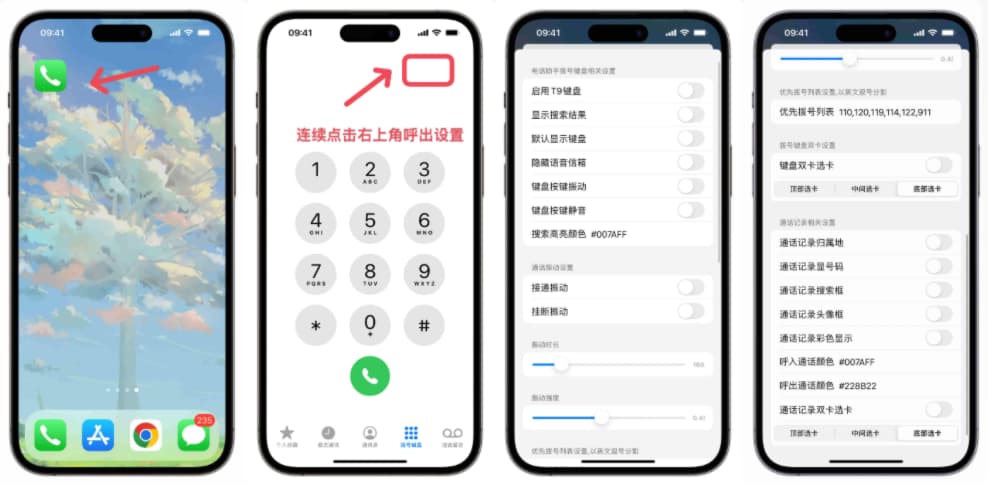 09:41
235
09:41
连续点击右上角呼出设置
1
2
ABC
3
DEF
4
GHI
5
JKL
6
MNO
7
PQRS
8
TUV
9
WXYZ
*
0
+
#
个人收藏
最近通话
通讯录
拨号键盘
语音留言
09:41
电话助手拨号键盘相关设置
启用T9键盘
显示搜索结果
默认显示键盘
隐藏语音信箱
键盘按键振动
键盘按键静音
搜索高亮颜色 #007AFF
通话振动设置
接通振动
挂断振动
振动时长
振动强度
优先拨号列表设置,以英文逗号分割
09:41
优先拨号列表设置,以英文逗号分割
优先拨号列表 110,120,119,114,122,911
拨号键盘双卡设置
键盘双卡选卡
顶部选卡 中间选卡 底部选卡
通话记录相关设置
通话记录归属地
通话记录显号码
通话记录搜索框
通话记录头像框
通话记录彩色显示
呼入通话颜色 #007AFF
呼出通话颜色 #228B22
通话记录双卡选卡
顶部选卡 中间选卡 底部选卡